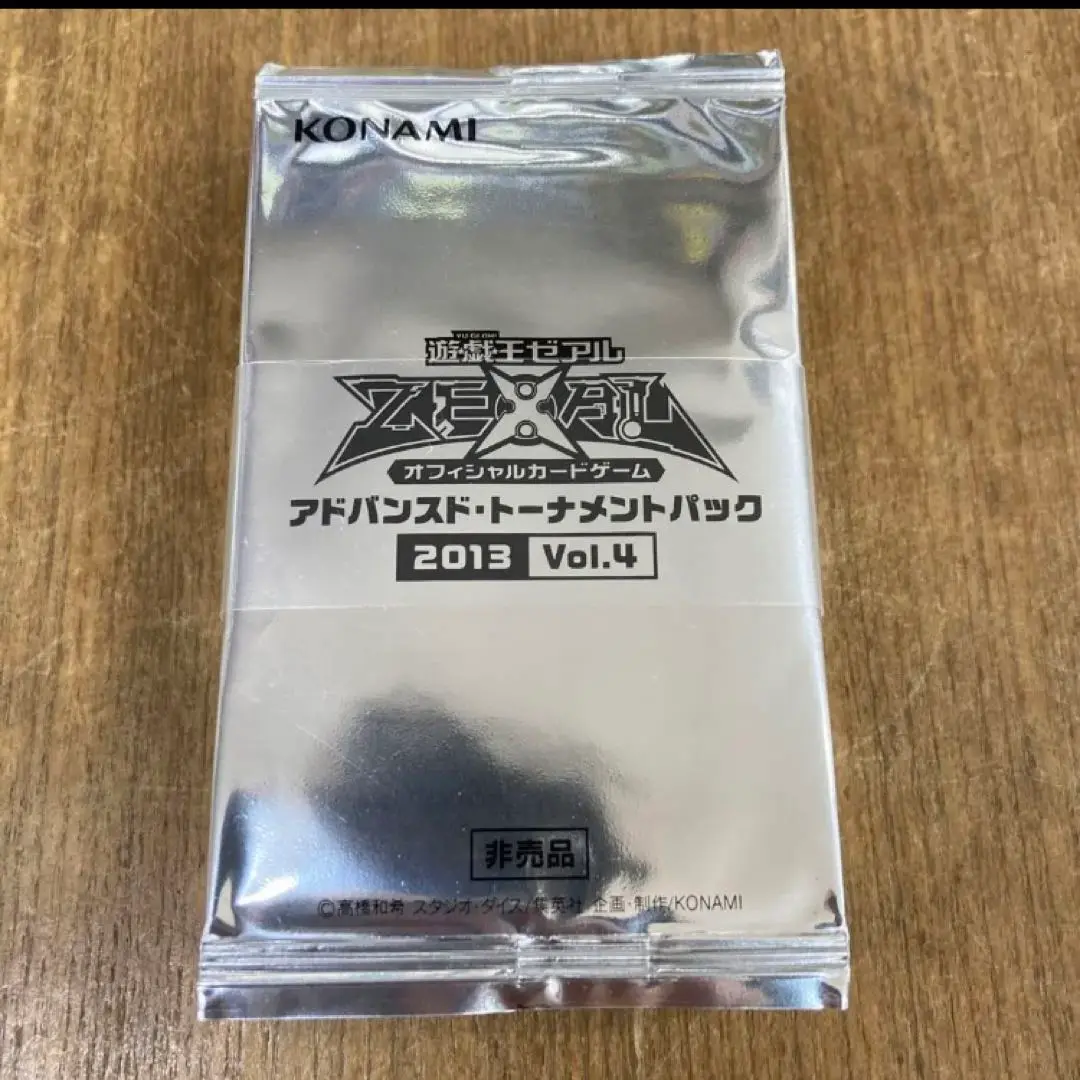 KONAMI
YU-GI-OH!
遊☆戯☆王ゼアル
ZEXAL
オフィシャルカードゲーム
アドバンスド・トーナメントパック
2013 Vol.4
非売品
©高橋和希 スタジオ・ダイス/集英社 企画・制作/KONAMI